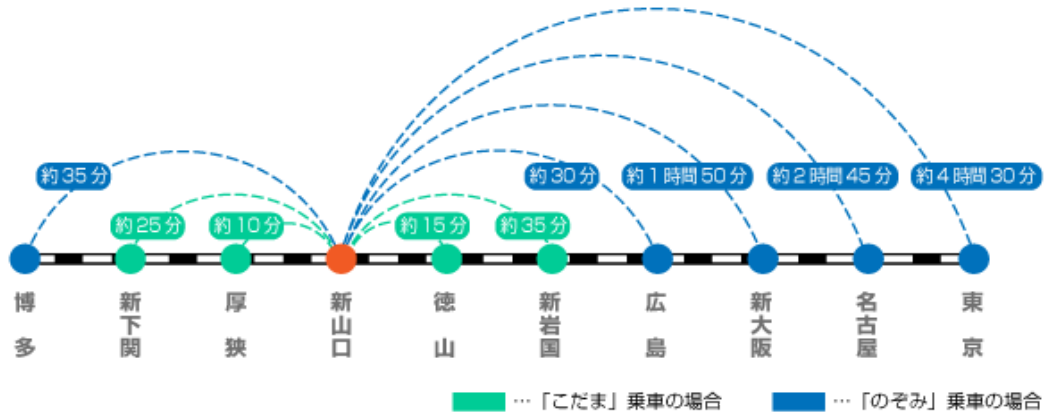 約35分
約25分
約10分
約15分
約35分
約30分
約1時間50分
約2時間45分
約4時間30分
博多
新下関
厚狭
新山口
徳山
新岩国
広島
新大阪
名古屋
東京
…「こだま」乗車の場合
…「のぞみ」乗車の場合